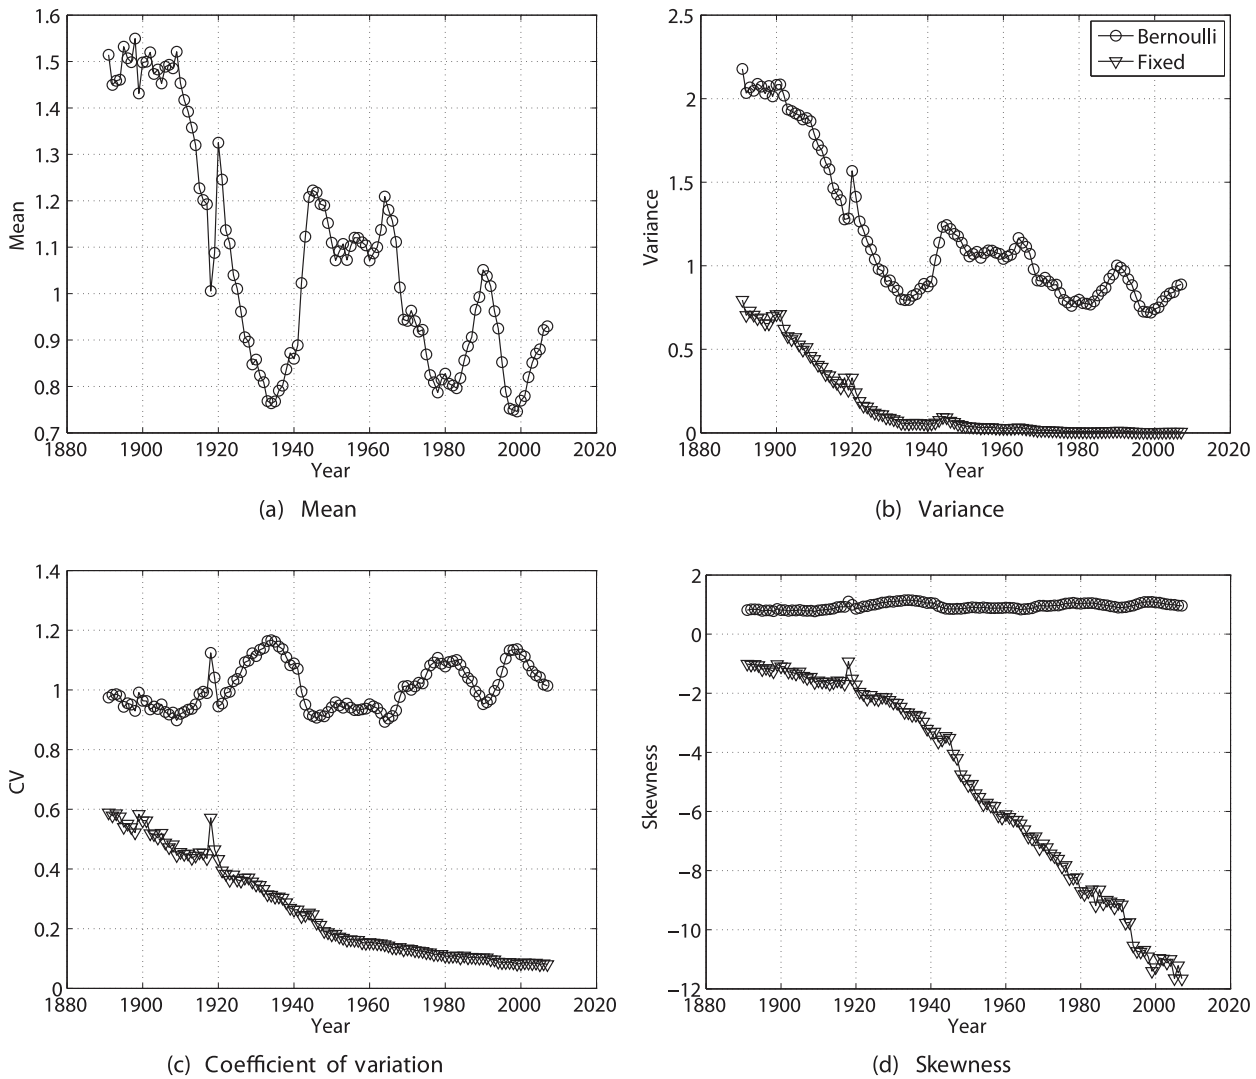 1.6
1.5
1.4
1.3
1.2
1.1
1
0.9
0.8
0.7
Mean
1880 1900 1920 1940 1960 1980 2000 2020
Year
(a) Mean
2.5
2
1.5
1
0.5
0
Variance
Bernoulli
Fixed
1880 1900 1920 1940 1960 1980 2000 2020
Year
(b) Variance
1.4
1.2
1
0.8
0.6
0.4
0.2
0
CV
1880 1900 1920 1940 1960 1980 2000 2020
Year
(c) Coefficient of variation
2
0
−2
−4
−6
−8
−10
−12
Skewness
1880 1900 1920 1940 1960 1980 2000 2020
Year
(d) Skewness